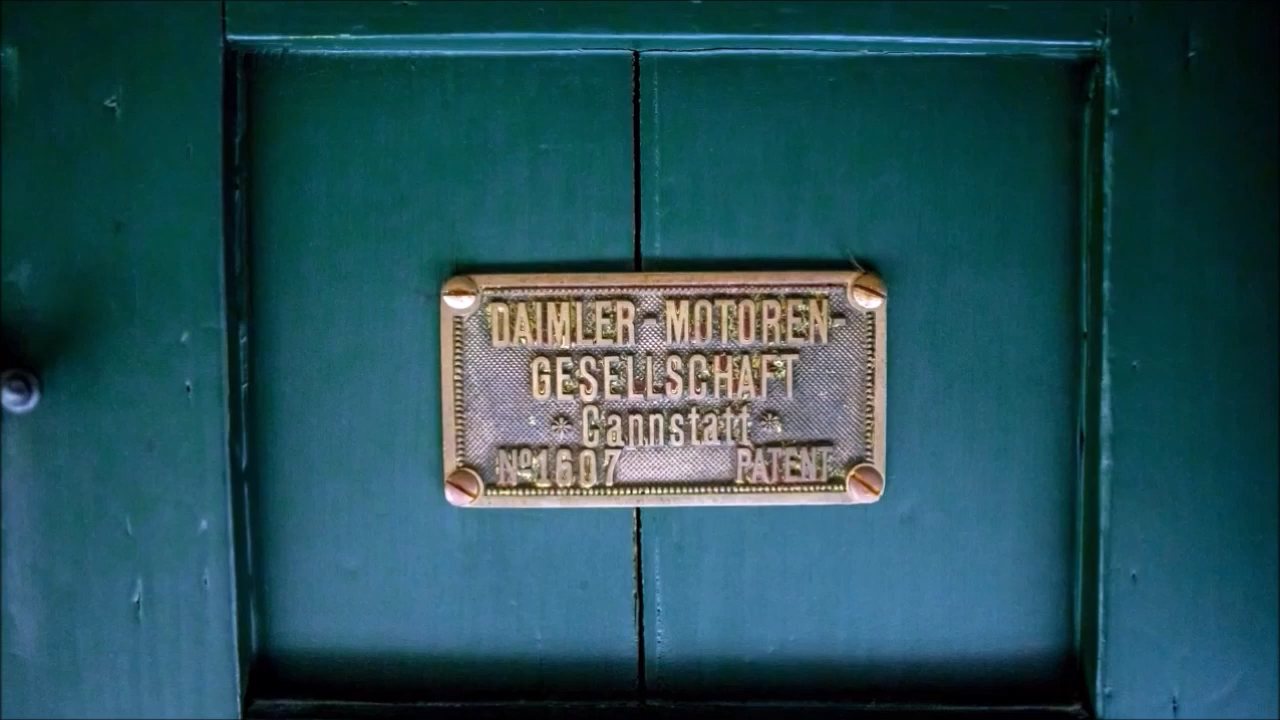 DAIMLER-MOTOREN-
GESELLSCHAFT
* Cannstatt *
Nº 1607 PATENT